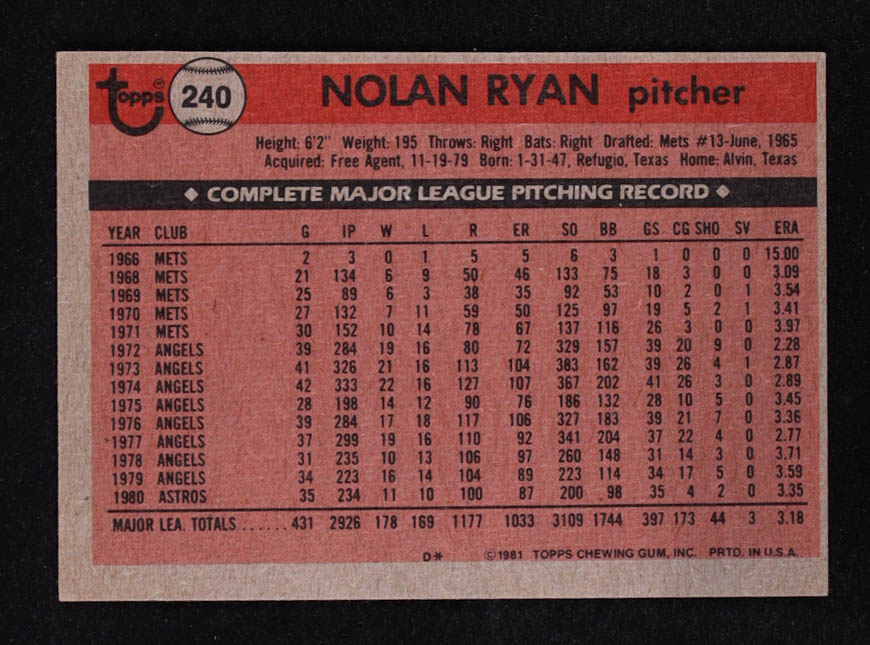 Topps 240 NOLAN RYAN pitcher
Height: 6'2" Weight: 195 Throws: Right Bats: Right Drafted: Mets #13-June, 1965
Acquired: Free Agent, 11-19-79 Born: 1-31-47, Refugio, Texas Home: Alvin, Texas
◆ COMPLETE MAJOR LEAGUE PITCHING RECORD ◆
YEAR CLUB G IP W L R ER SO BB GS CG SHO SV ERA
1966 METS 2 3 0 1 5 5 6 3 1 0 0 0 15.00
1968 METS 21 134 6 9 50 46 133 75 18 3 0 0 3.09
1969 METS 25 89 6 3 38 35 92 53 10 2 0 1 3.54
1970 METS 27 132 7 11 59 50 125 97 19 5 2 1 3.41
1971 METS 30 152 10 14 78 67 137 116 26 3 0 0 3.97
1972 ANGELS 39 284 19 16 80 72 329 157 39 20 9 0 2.28
1973 ANGELS 41 326 21 16 113 104 383 162 39 26 4 1 2.87
1974 ANGELS 42 333 22 16 127 107 367 202 41 26 3 0 2.89
1975 ANGELS 28 198 14 12 90 76 186 132 28 10 5 0 3.45
1976 ANGELS 39 284 17 18 117 106 327 183 39 21 7 0 3.36
1977 ANGELS 37 299 19 16 110 92 341 204 37 22 4 0 2.77
1978 ANGELS 31 235 10 13 106 97 260 148 31 14 3 0 3.71
1979 ANGELS 34 223 16 14 104 89 223 114 34 17 5 0 3.59
1980 ASTROS 35 234 11 10 100 87 200 98 35 4 2 0 3.35
MAJOR LEA. TOTALS ...... 431 2926 178 169 1177 1033 3109 1744 397 173 44 3 3.18
D* ©1981 TOPPS CHEWING GUM, INC. PRTD. IN U.S.A.